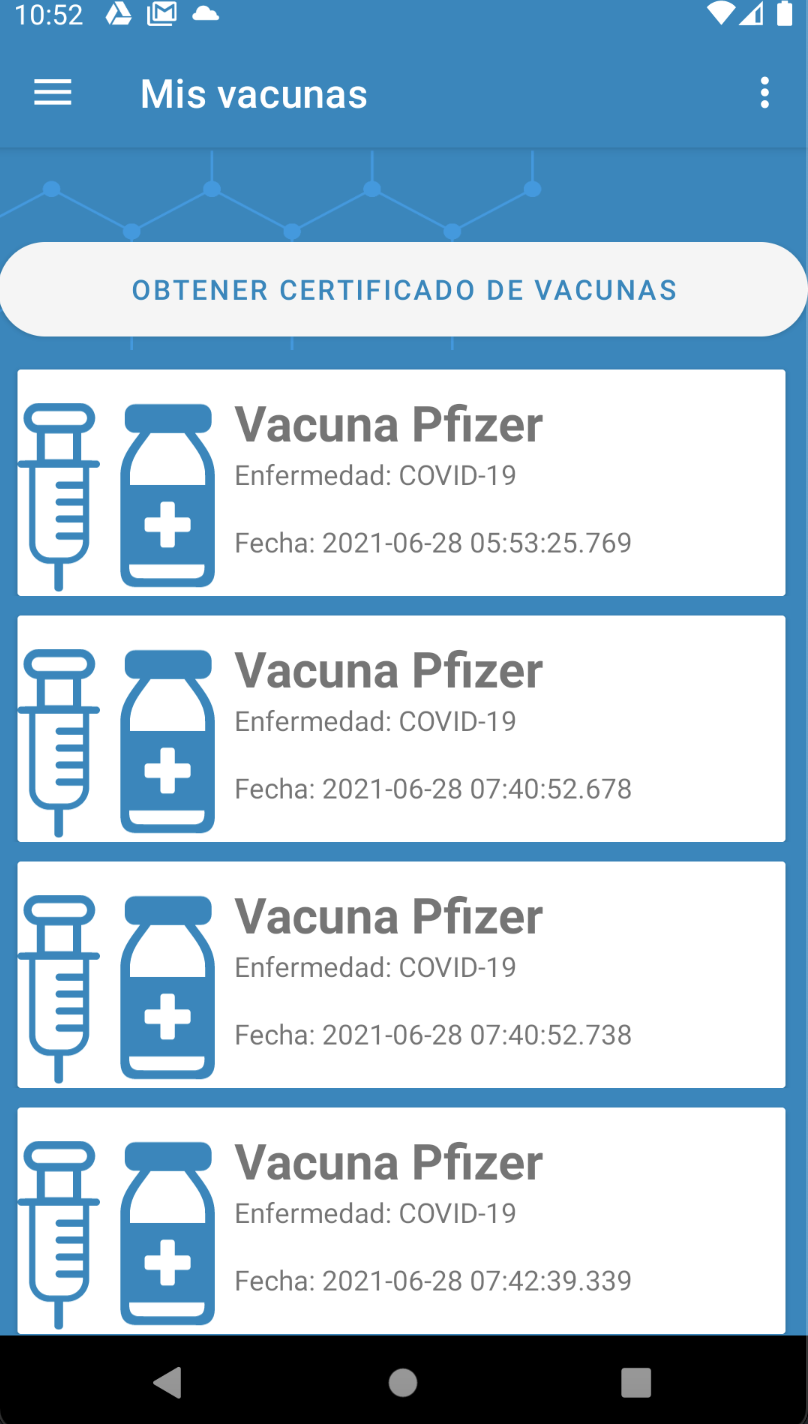 10:52
Mis vacunas
OBTENER CERTIFICADO DE VACUNAS
Vacuna Pfizer
Enfermedad: COVID-19
Fecha: 2021-06-28 05:53:25.769
Vacuna Pfizer
Enfermedad: COVID-19
Fecha: 2021-06-28 07:40:52.678
Vacuna Pfizer
Enfermedad: COVID-19
Fecha: 2021-06-28 07:40:52.738
Vacuna Pfizer
Enfermedad: COVID-19
Fecha: 2021-06-28 07:42:39.339